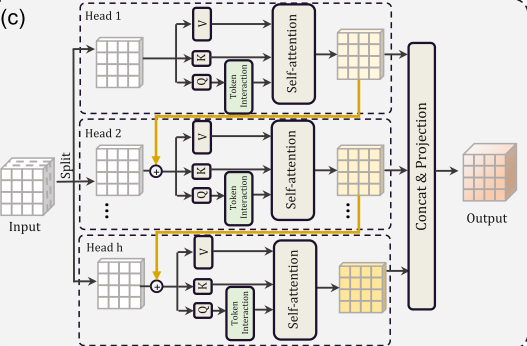 (c)
Head 1
V
K
Q
Token
Interaction
Self-attention
Split
Input
Head 2
+
V
K
Q
Token
Interaction
Self-attention
Concat & Projection
Output
Head h
+
V
K
Q
Token
Interaction
Self-attention